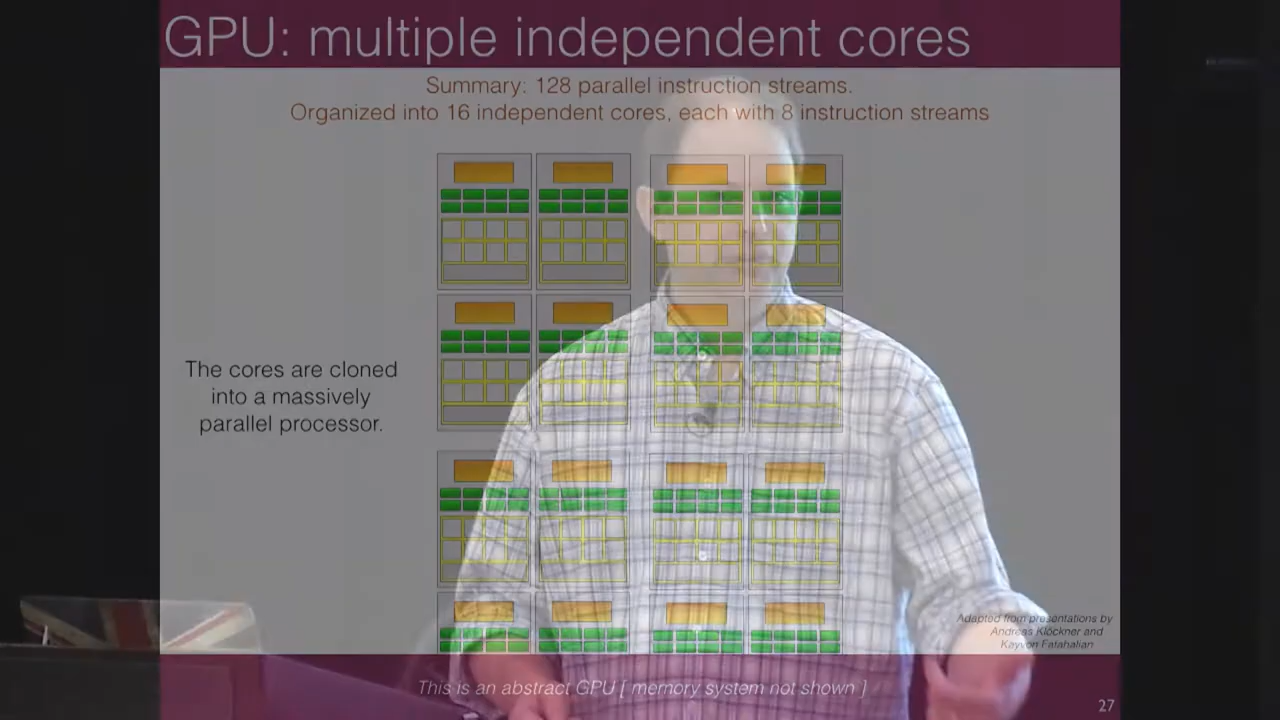 GPU: multiple independent cores
Summary: 128 parallel instruction streams.
Organized into 16 independent cores, each with 8 instruction streams
The cores are cloned
into a massively
parallel processor.
Adapted from presentations by
Andreas Klöckner and
Kayvon Fatahalian
This is an abstract GPU [ memory system not shown ]
27